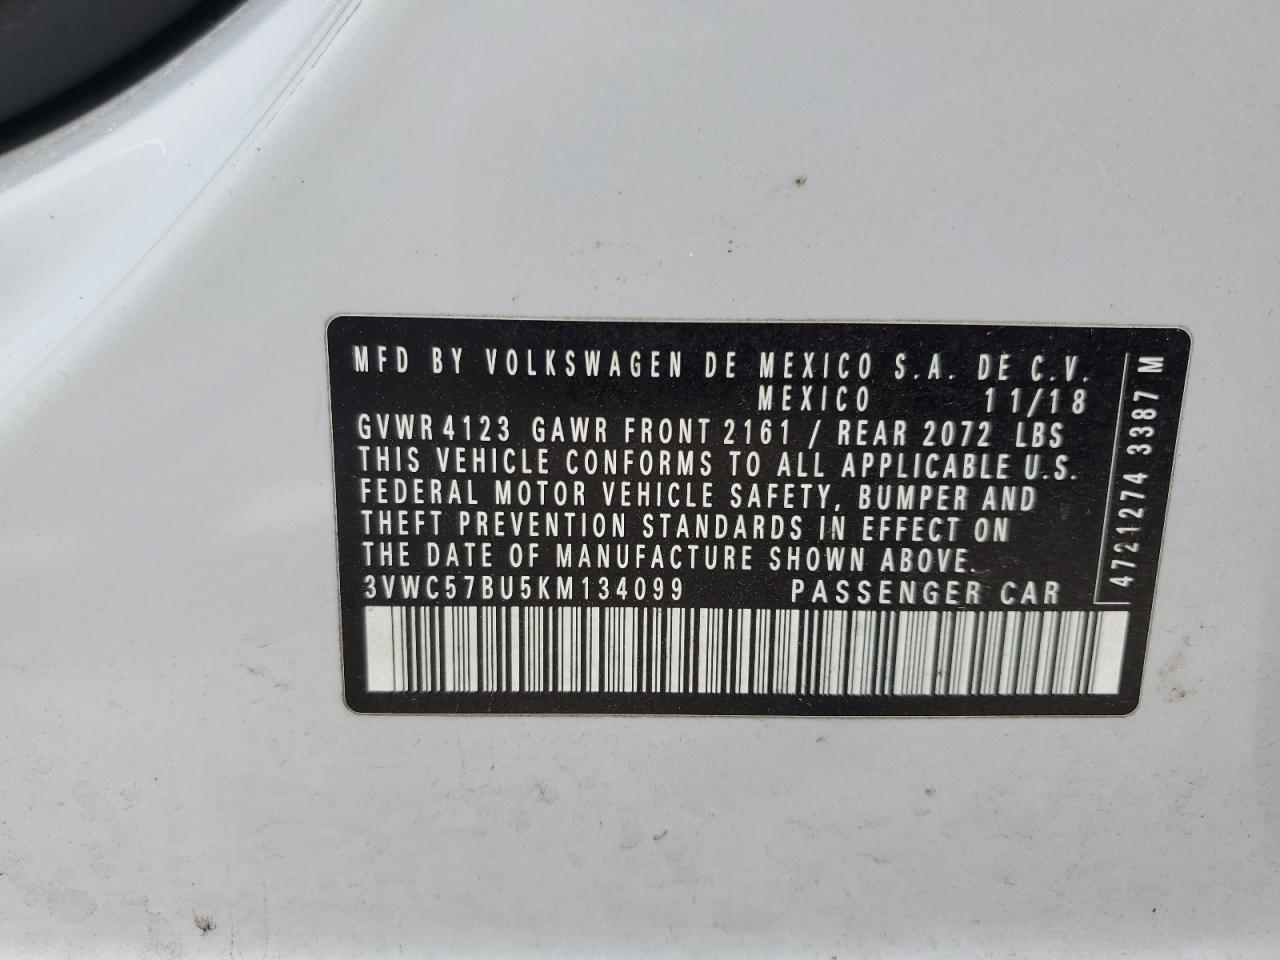 MFD BY VOLKSWAGEN DE MEXICO S.A. DE C.V.
MEXICO 11/18
GVWR 4123 GAWR FRONT 2161 / REAR 2072 LBS
THIS VEHICLE CONFORMS TO ALL APPLICABLE U.S.
FEDERAL MOTOR VEHICLE SAFETY, BUMPER AND
THEFT PREVENTION STANDARDS IN EFFECT ON
THE DATE OF MANUFACTURE SHOWN ABOVE.
3VWC57BU5KM134099 PASSENGER CAR
4721274 3387 M